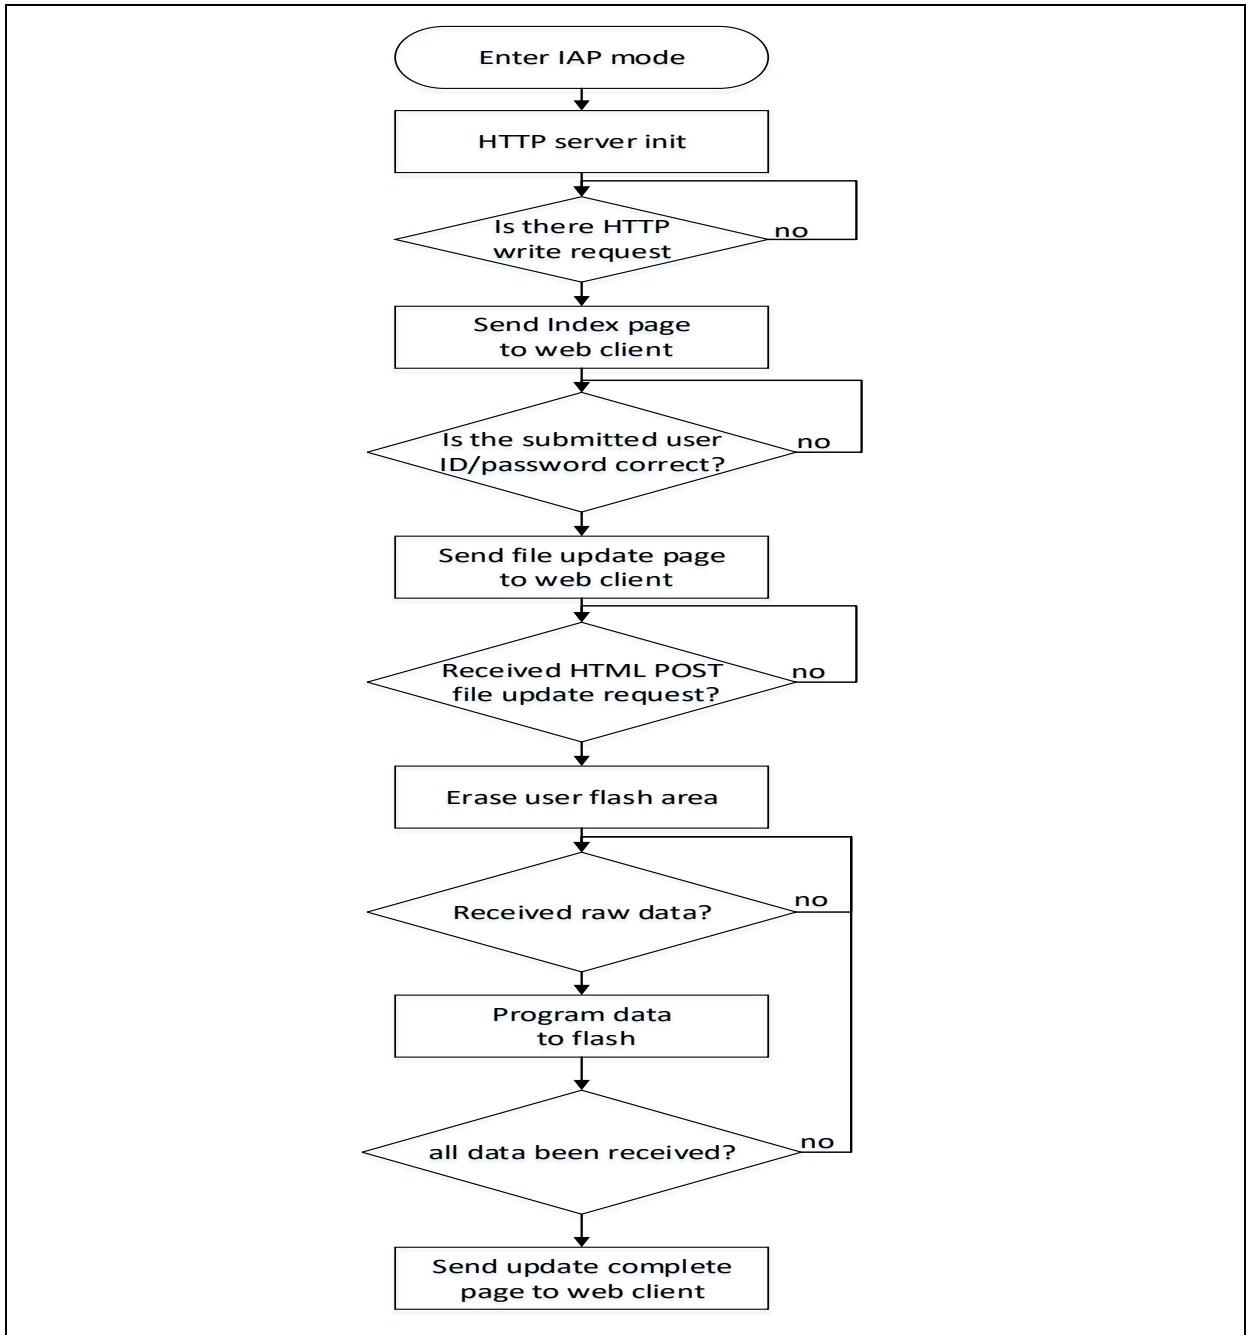 Enter IAP mode
HTTP server init
Is there HTTP
write request
no
Send Index page
to web client
Is the submitted user
ID/password correct?
no
Send file update page
to web client
Received HTML POST
file update request?
no
Erase user flash area
Received raw data?
no
Program data
to flash
all data been received?
no
Send update complete
page to web client